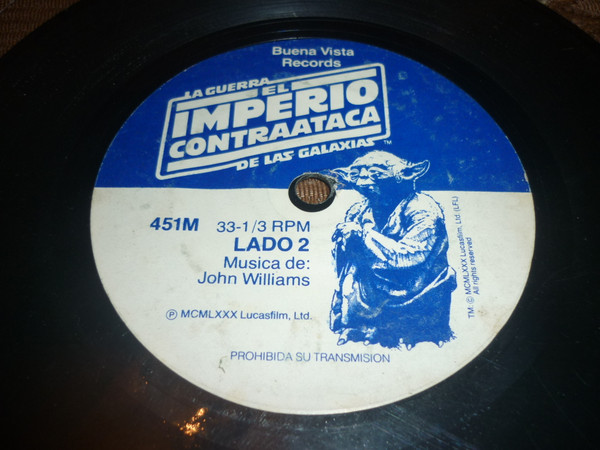 Buena Vista
Records
LA GUERRA
EL
IMPERIO
CONTRAATACA
DE LAS GALAXIAS ™
451M 33-1/3 RPM
LADO 2
Musica de:
John Williams
Ⓟ MCMLXXX Lucasfilm, Ltd.
PROHIBIDA SU TRANSMISION
TM: © MCMLXXX Lucasfilm, Ltd. (LFL)
All rights reserved